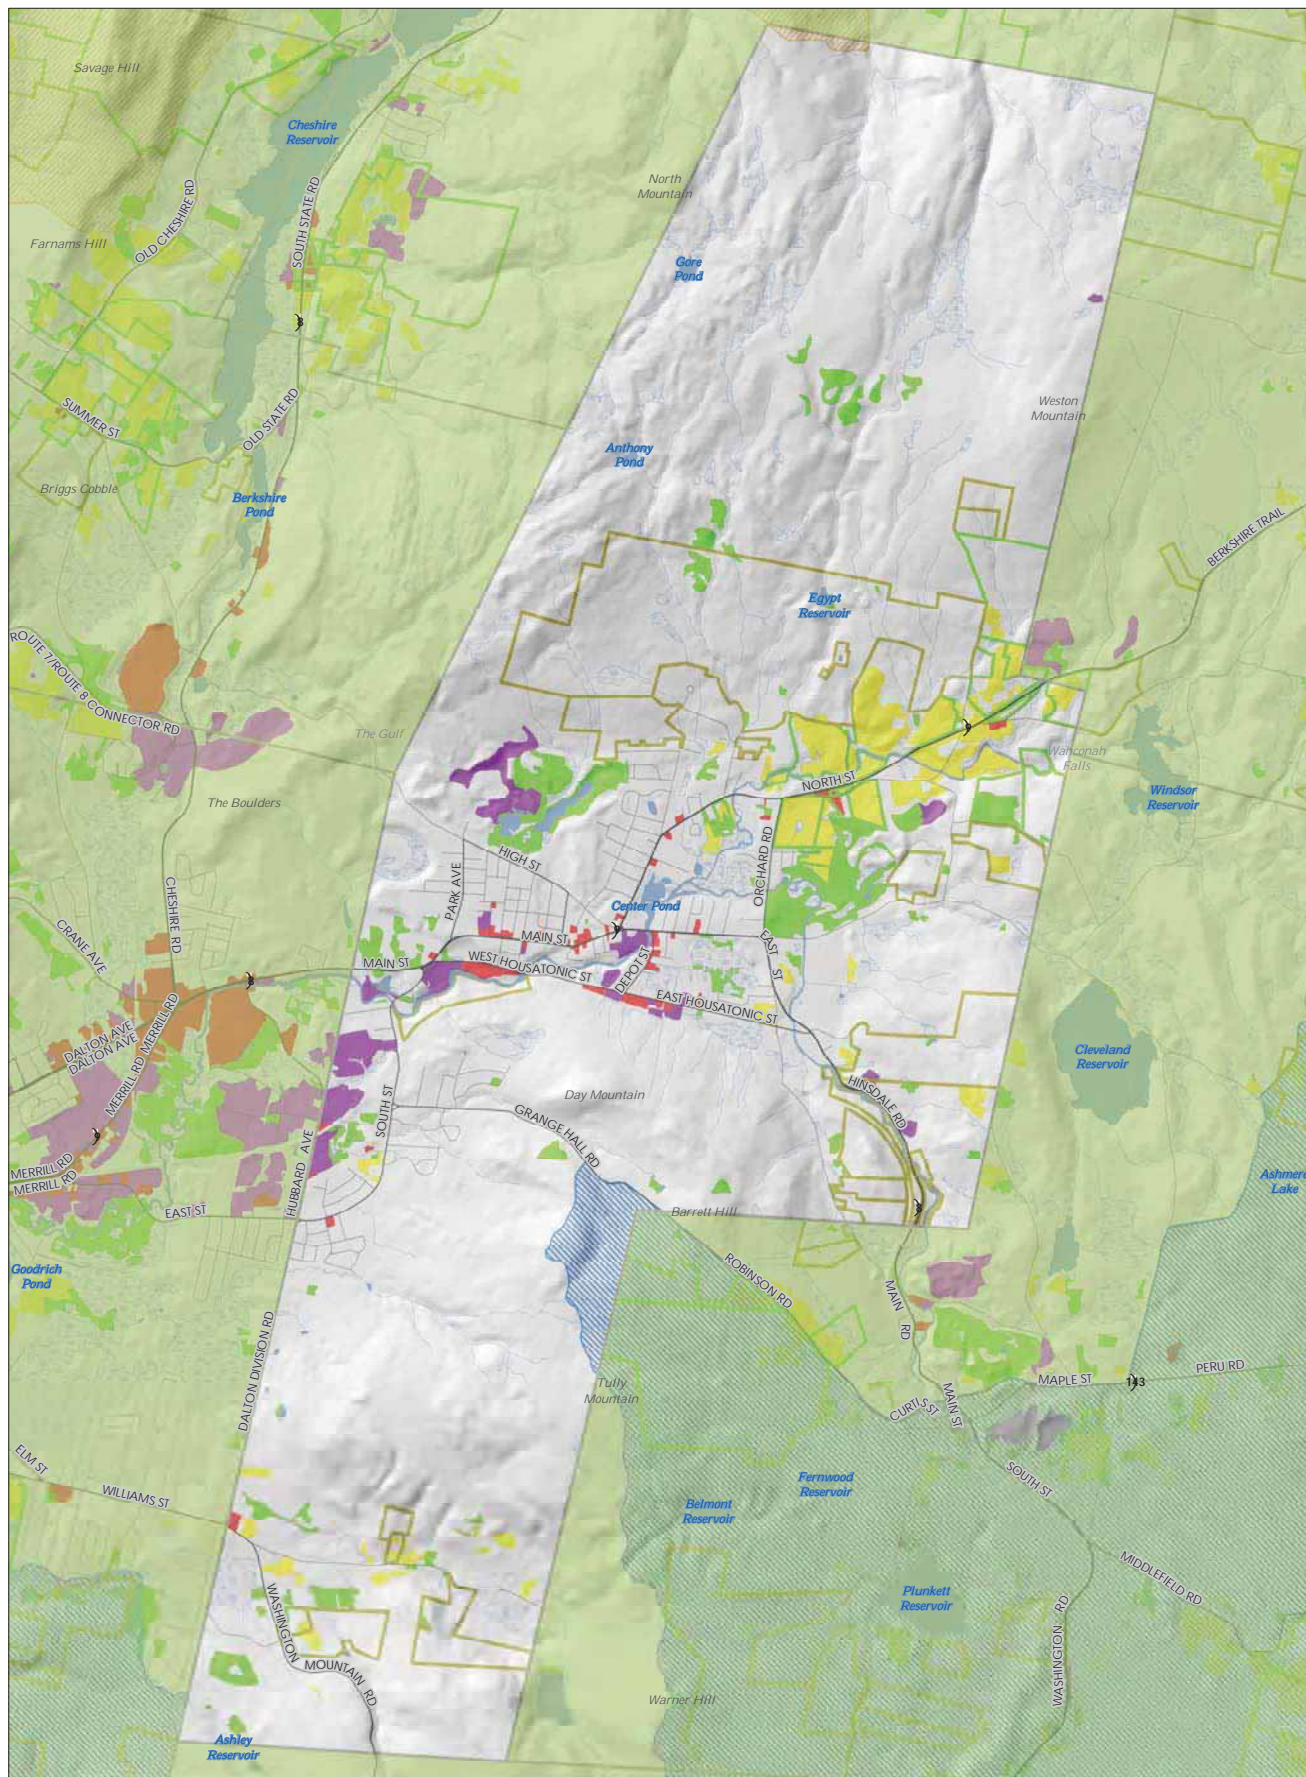 Savage Hill
Cheshire
Reservoir
North
Mountain
OLD CHESHIRE RD
SOUTH STATE RD
Farnams Hill
Gore
Pond
8
SUMMER ST
OLD STATE RD
Weston
Mountain
Anthony
Pond
Briggs Cobble
Berkshire
Pond
BERKSHIRE TRAIL
Egypt
Reservoir
ROUTE 7/ROUTE 8 CONNECTOR RD
The Gulf
9
Wahconah
Falls
NORTH ST
Windsor
Reservoir
The Boulders
HIGH ST
PARK AVE
ORCHARD RD
CHESHIRE RD
Center Pond
CRANE AVE
MAIN ST
MAIN ST
WEST HOUSATONIC ST
DEPOT ST
EAST ST
EAST HOUSATONIC ST
DALTON AVE
DALTON AVE
MERRILL RD
MERRILL RD
Cleveland
Reservoir
Day Mountain
HINSDALE RD
SOUTH ST
GRANGE HALL RD
HUBBARD AVE
MERRILL RD
MERRILL RD
Ashmere
Lake
EAST ST
8
Barrett Hill
Goodrich
Pond
ROBINSON RD
MAIN RD
DALTON DIVISION RD
PERU RD
MAPLE ST
143
Tully
Mountain
MAIN ST
CURTIS ST
ELM ST
WILLIAMS ST
SOUTH ST
Fernwood
Reservoir
Belmont
Reservoir
MIDDLEFIELD RD
Plunkett
Reservoir
WASHINGTON MOUNTAIN RD
WASHINGTON RD
Warner Hill
Ashley
Reservoir